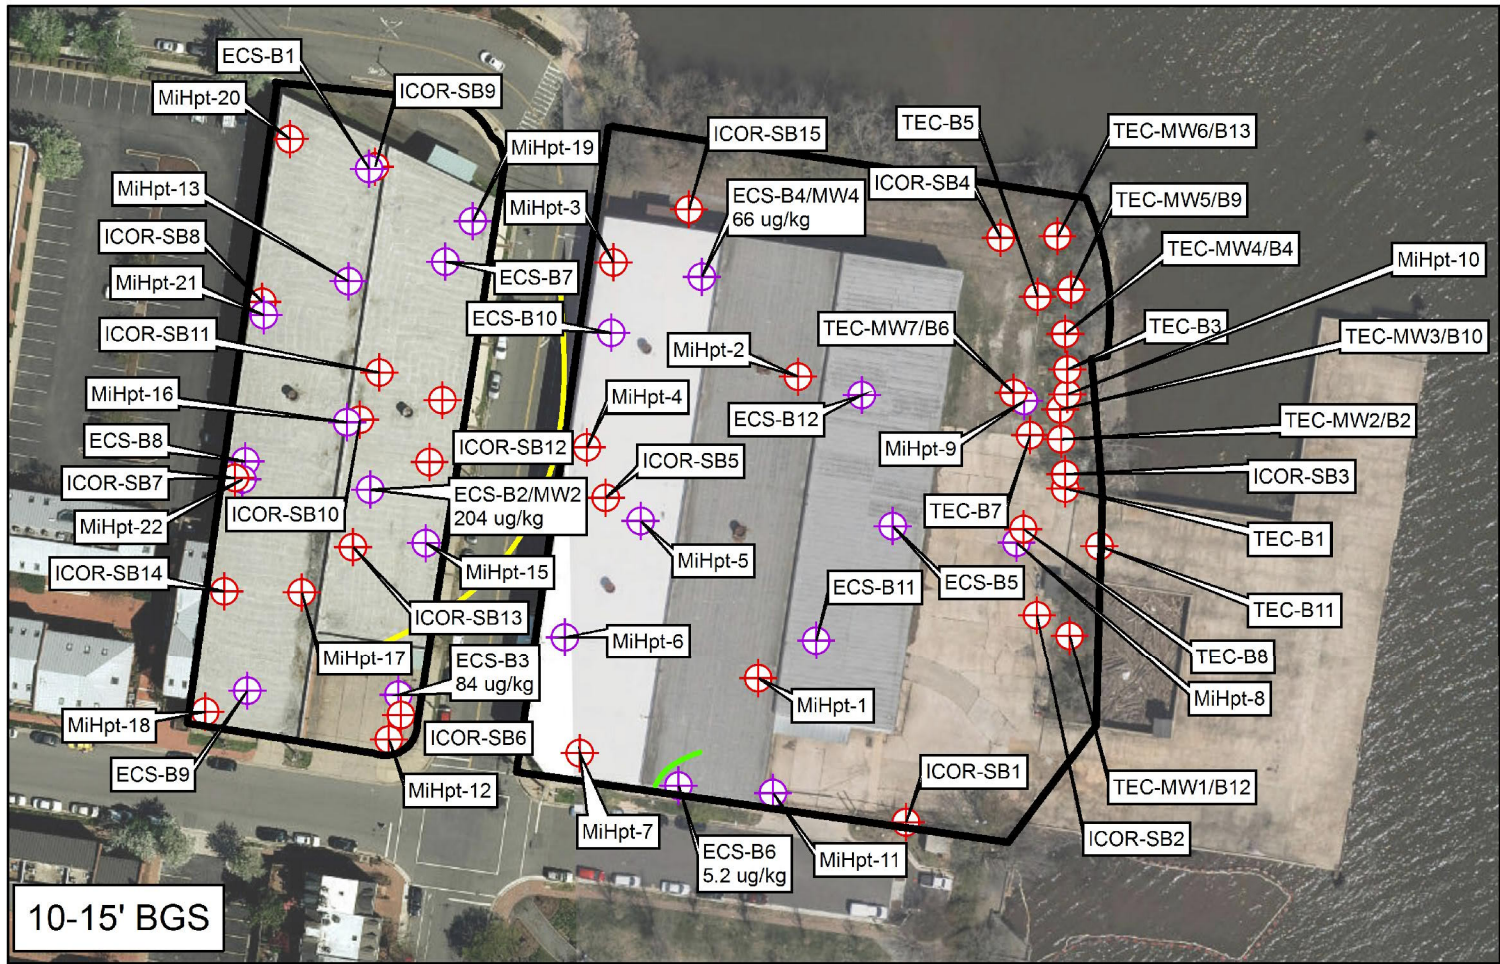 ECS-B1
MiHpt-20
ICOR-SB9
MiHpt-19
MiHpt-13
MiHpt-3
ICOR-SB8
MiHpt-21
ECS-B7
ICOR-SB11
ECS-B10
MiHpt-16
ECS-B8
ICOR-SB7
MiHpt-22
ICOR-SB10
ICOR-SB12
ECS-B2/MW2
204 ug/kg
MiHpt-15
ICOR-SB14
ICOR-SB13
MiHpt-17
ECS-B3
84 ug/kg
MiHpt-18
ICOR-SB6
ECS-B9
MiHpt-12
ICOR-SB15
ECS-B4/MW4
66 ug/kg
MiHpt-2
MiHpt-4
ECS-B12
ICOR-SB5
MiHpt-5
MiHpt-6
ECS-B11
ECS-B5
MiHpt-1
MiHpt-7
ECS-B6
5.2 ug/kg
MiHpt-11
ICOR-SB1
TEC-B5
TEC-MW6/B13
ICOR-SB4
TEC-MW5/B9
TEC-MW4/B4
MiHpt-10
TEC-MW7/B6
TEC-B3
TEC-MW3/B10
MiHpt-9
TEC-MW2/B2
ICOR-SB3
TEC-B7
TEC-B1
TEC-B11
TEC-B8
MiHpt-8
TEC-MW1/B12
ICOR-SB2
10-15' BGS